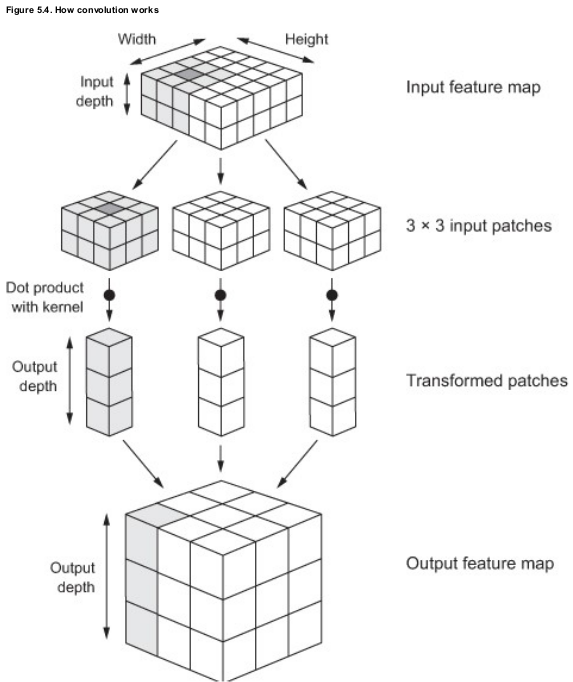 Figure 5.4. How convolution works
Width
Height
Input
depth
Input feature map
3 × 3 input patches
Dot product
with kernel
Output
depth
Transformed patches
Output
depth
Output feature map